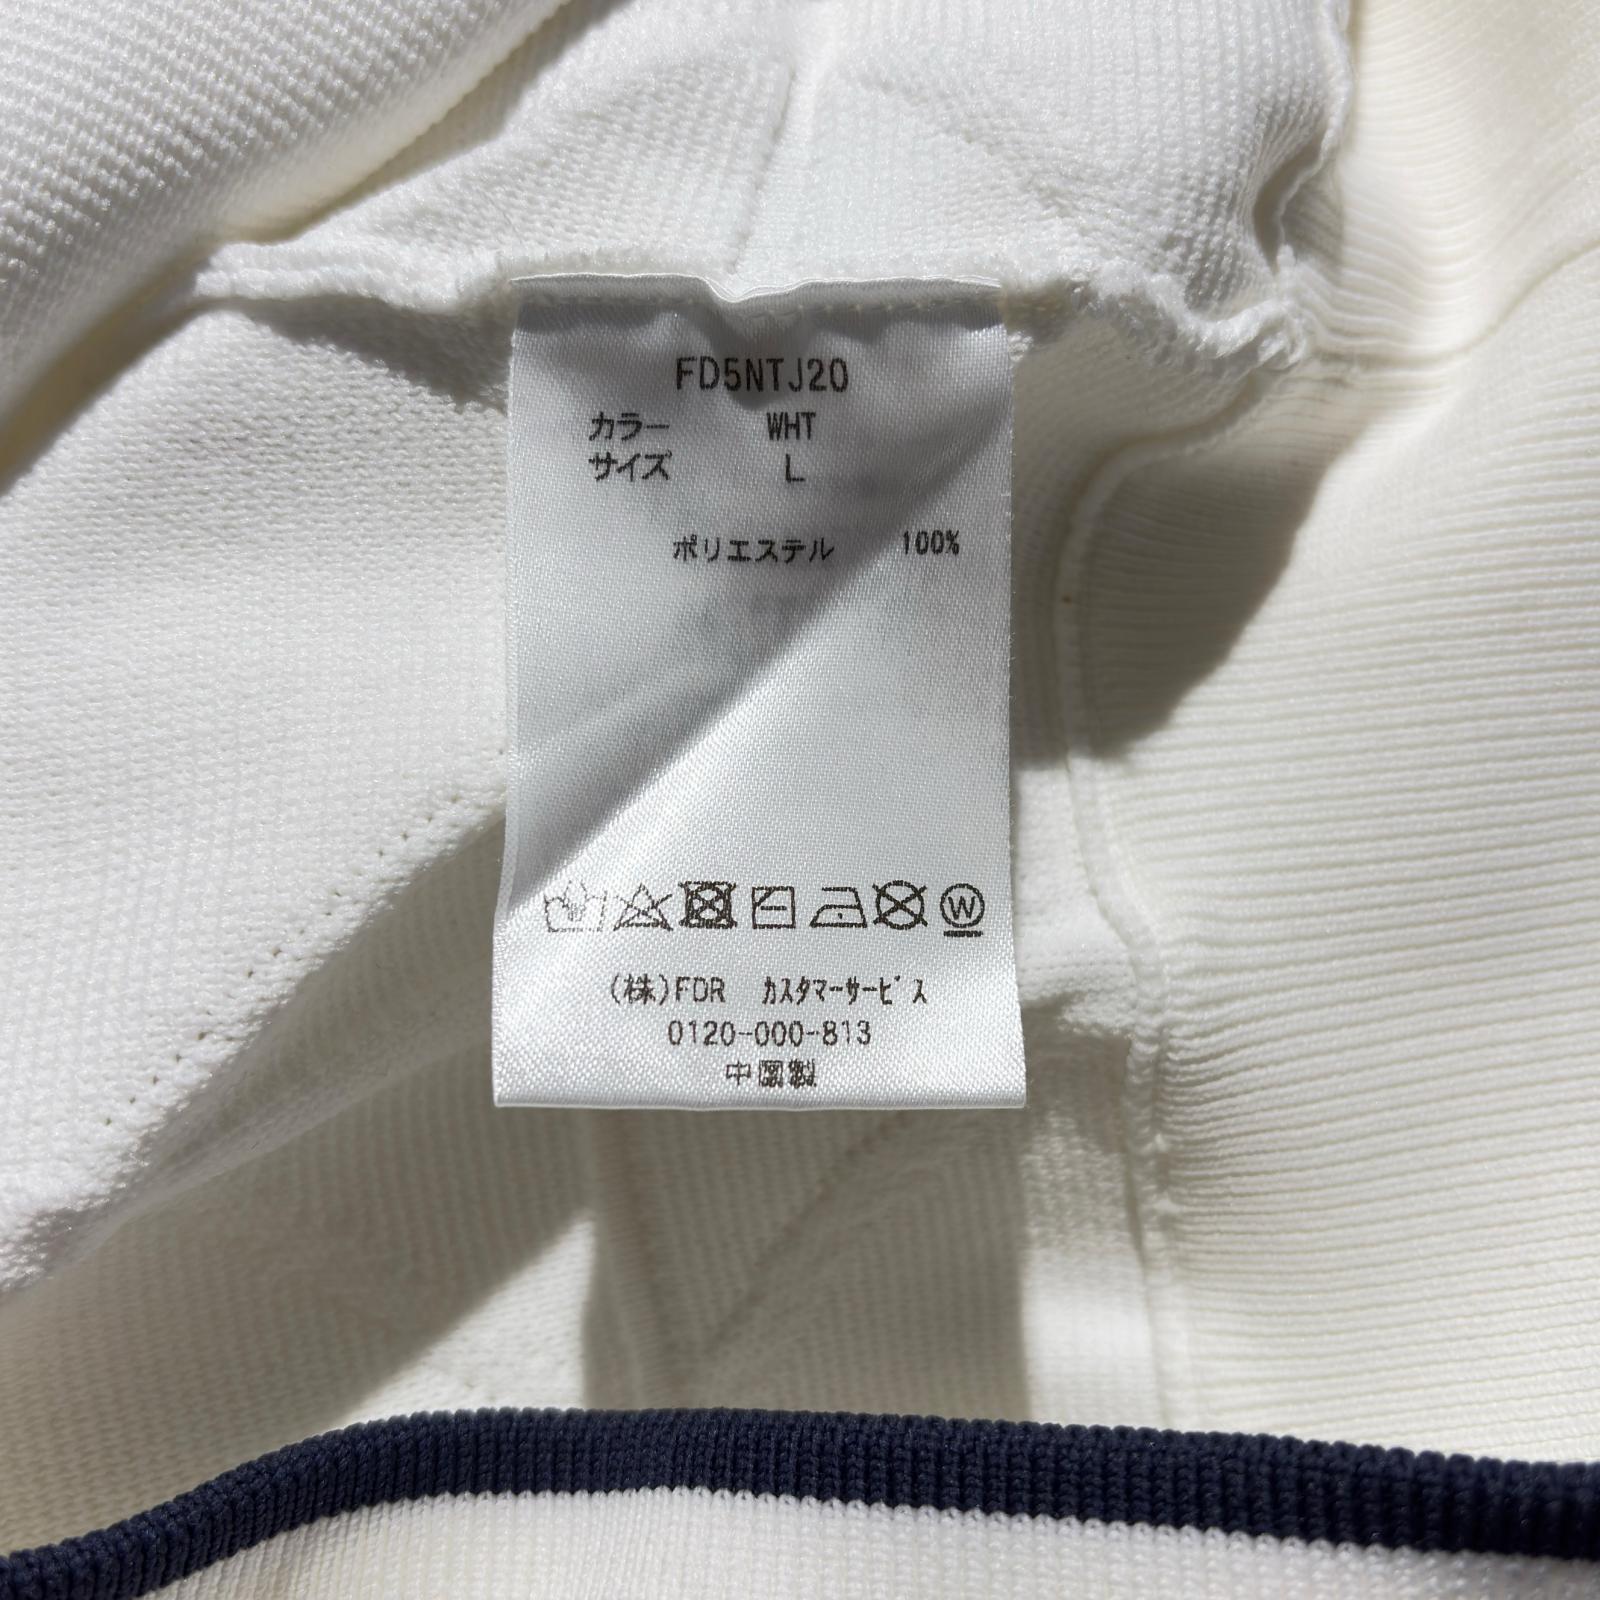 FD5NTJ20
カラー WHT
サイズ L
ポリエステル 100%
W
(株)FDR ｶｽﾀﾏｰｻｰﾋﾞｽ
0120-000-813
中国製